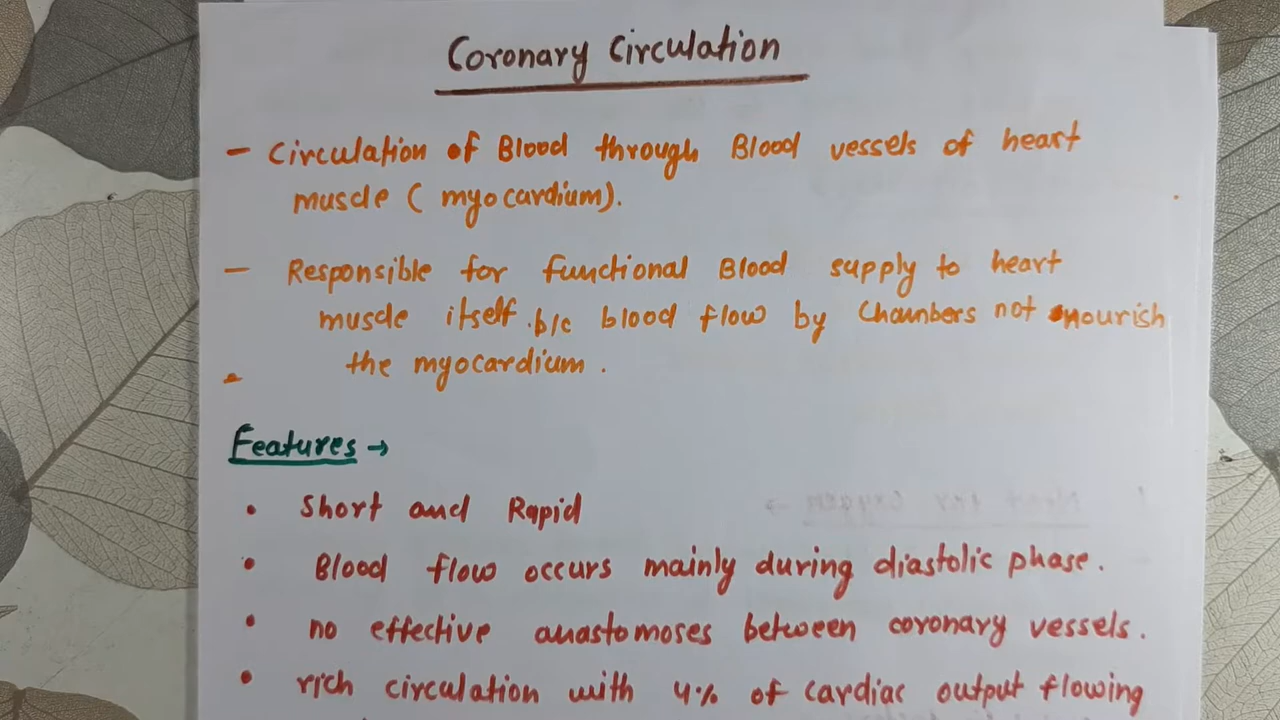 Coronary Circulation
- Circulation of Blood through Blood vessels of heart
muscle ( myocardium).
- Responsible for functional Blood supply to heart
muscle itself. b/c blood flow by Chambers not nourish
the myocardium.
Features →
• Short and Rapid
• Blood flow occurs mainly during diastolic phase.
• no effective anastomoses between coronary vessels.
• rich circulation with 4% of cardiac output flowing